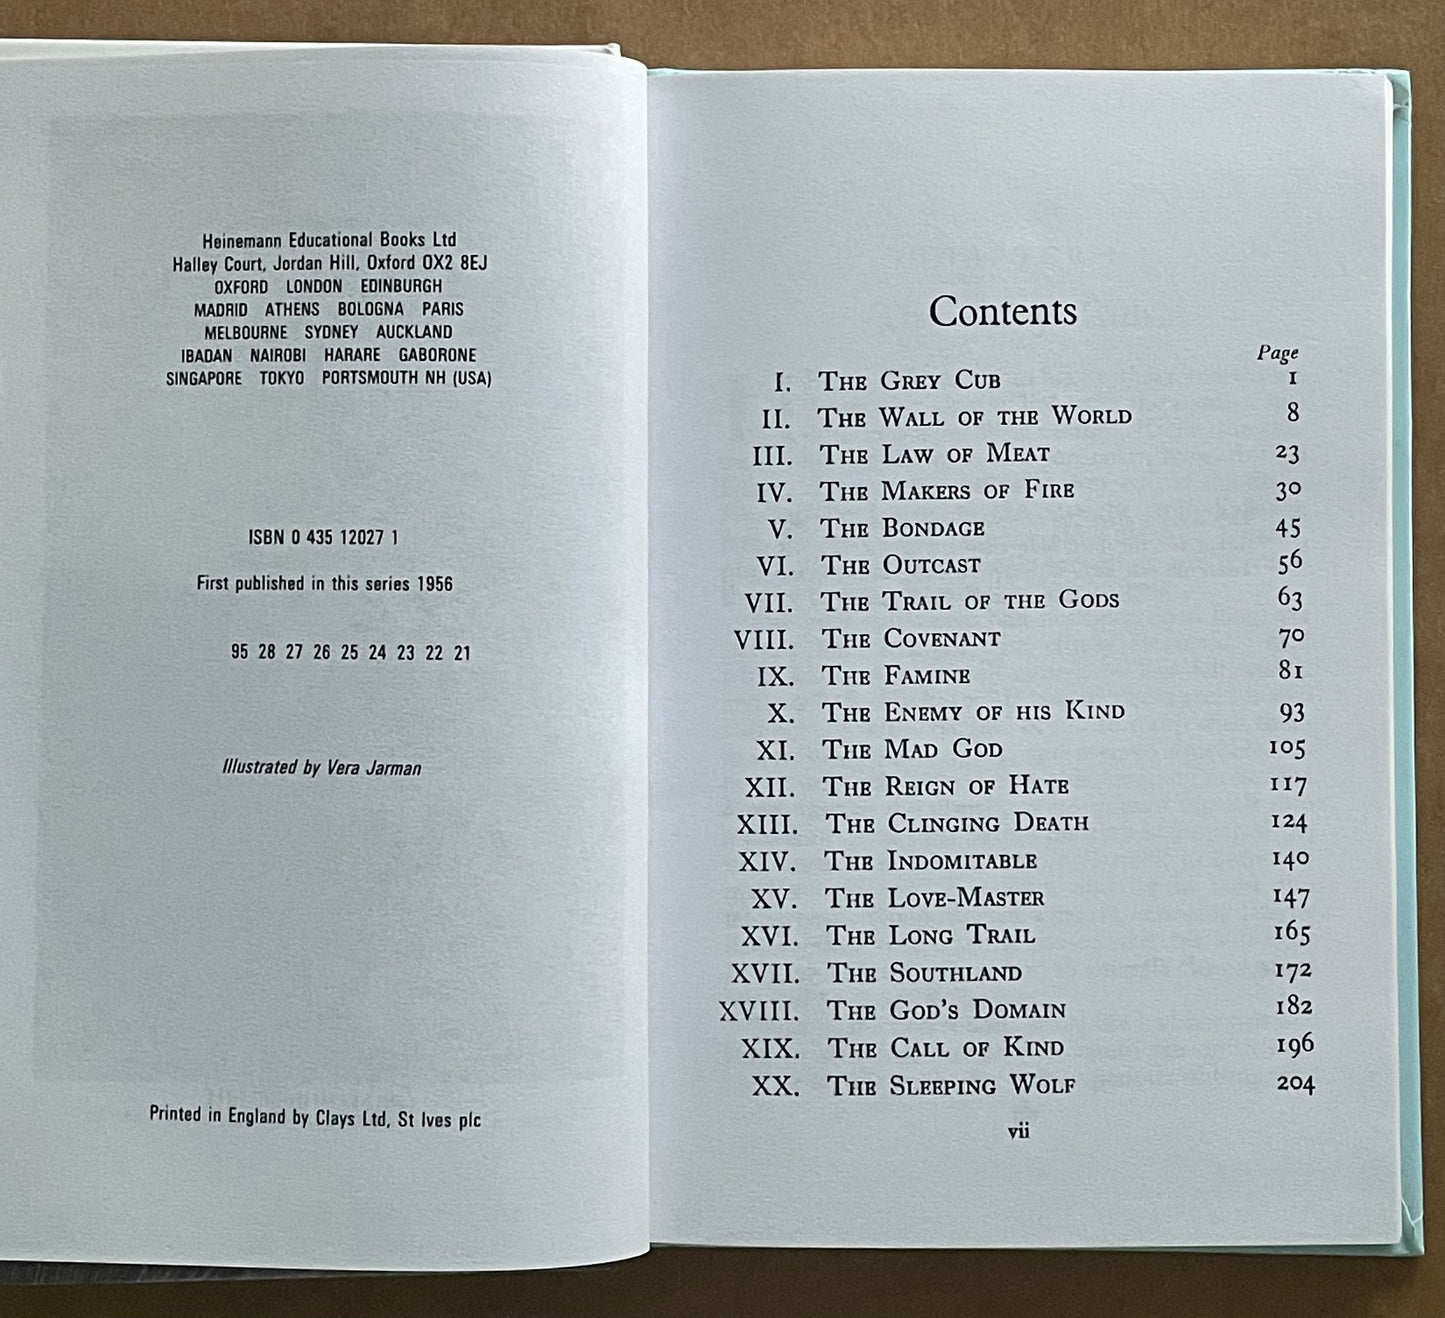 Heinemann Educational Books Ltd
Halley Court, Jordan Hill, Oxford OX2 8EJ
OXFORD LONDON EDINBURGH
MADRID ATHENS BOLOGNA PARIS
MELBOURNE SYDNEY AUCKLAND
IBADAN NAIROBI HARARE GABORONE
SINGAPORE TOKYO PORTSMOUTH NH (USA)
ISBN 0 435 12027 1
First published in this series 1956
95 28 27 26 25 24 23 22 21
Illustrated by Vera Jarman
Printed in England by Clays Ltd, St Ives plc
Contents
Page
I. The Grey Cub 1
II. The Wall of the World 8
III. The Law of Meat 23
IV. The Makers of Fire 30
V. The Bondage 45
VI. The Outcast 56
VII. The Trail of the Gods 63
VIII. The Covenant 70
IX. The Famine 81
X. The Enemy of his Kind 93
XI. The Mad God 105
XII. The Reign of Hate 117
XIII. The Clinging Death 124
XIV. The Indomitable 140
XV. The Love-Master 147
XVI. The Long Trail 165
XVII. The Southland 172
XVIII. The God's Domain 182
XIX. The Call of Kind 196
XX. The Sleeping Wolf 204
vii